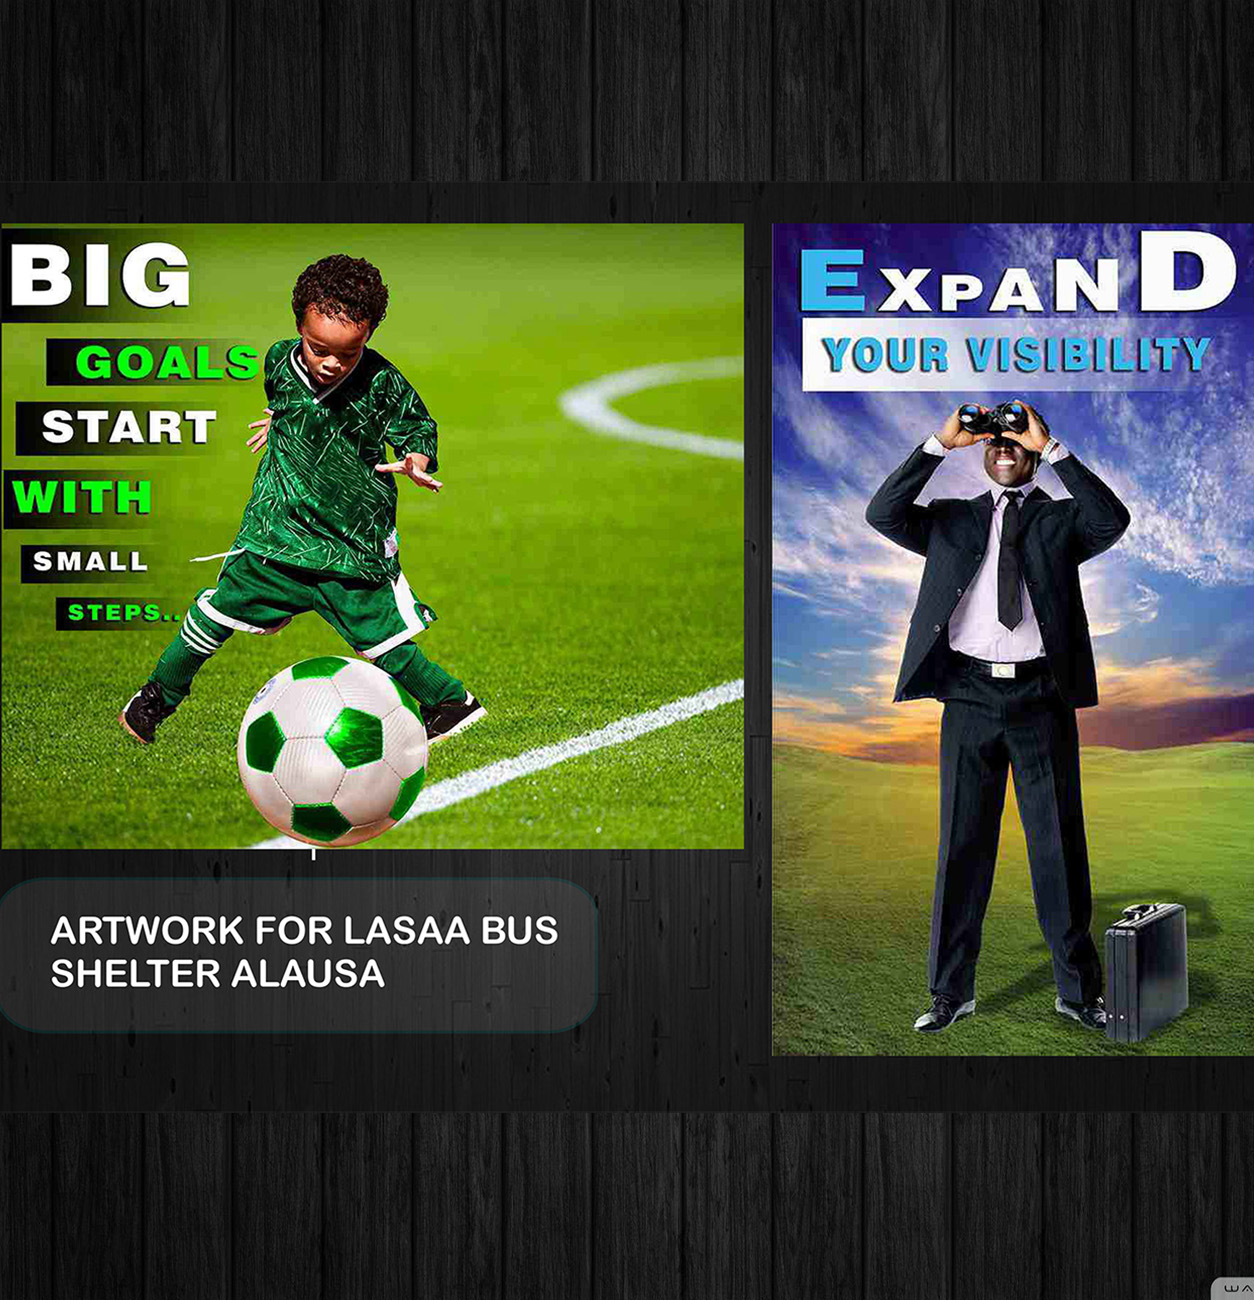 BIG
GOALS
START
WITH
SMALL
STEPS..
EXPAND
YOUR VISIBILITY
ARTWORK FOR LASAA BUS
SHELTER ALAUSA